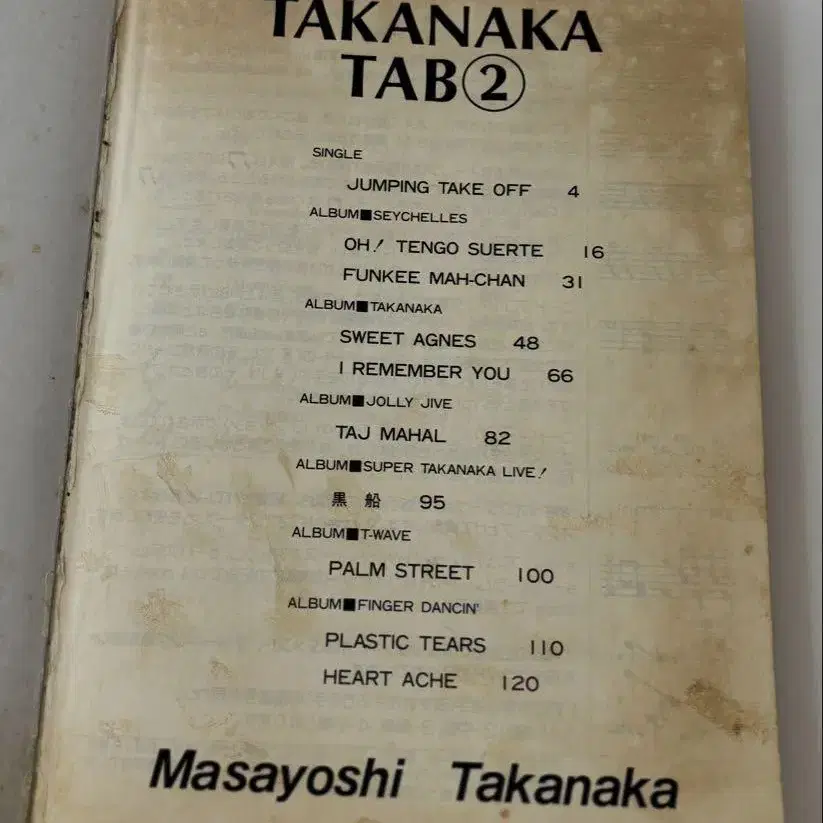 TAKANAKA
TAB②
SINGLE
JUMPING TAKE OFF 4
ALBUM■SEYCHELLES
OH! TENGO SUERTE 16
FUNKEE MAH-CHAN 31
ALBUM■TAKANAKA
SWEET AGNES 48
I REMEMBER YOU 66
ALBUM■JOLLY JIVE
TAJ MAHAL 82
ALBUM■SUPER TAKANAKA LIVE!
黒船 95
ALBUM■T-WAVE
PALM STREET 100
ALBUM■FINGER DANCIN'
PLASTIC TEARS 110
HEART ACHE 120
Masayoshi Takanaka